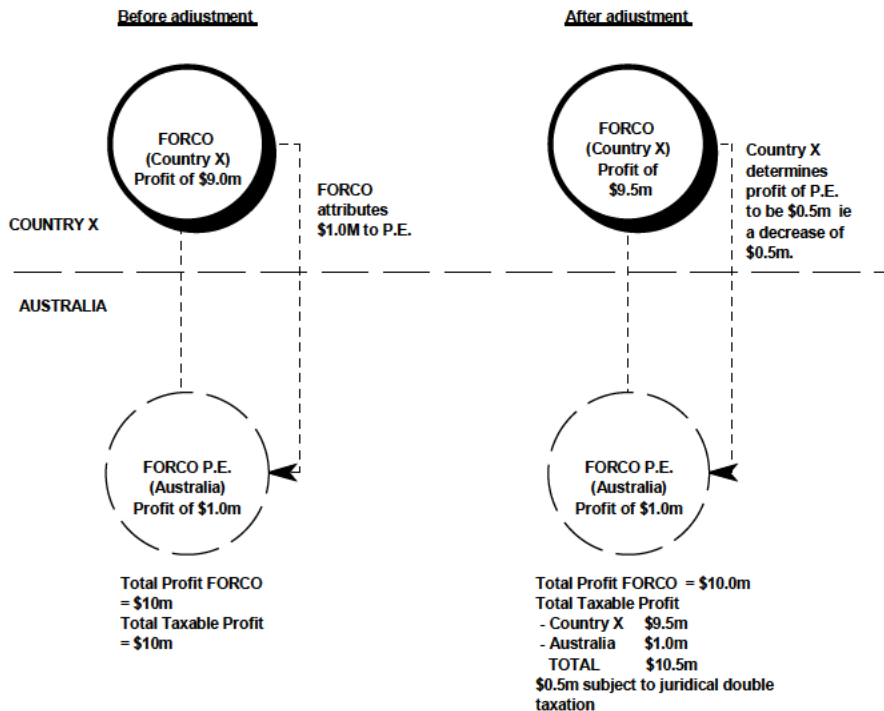 Before adjustment
FORCO
(Country X)
Profit of $9.0m
FORCO
attributes
$1.0M to P.E.
COUNTRY X
AUSTRALIA
FORCO P.E.
(Australia)
Profit of $1.0m
Total Profit FORCO
= $10m
Total Taxable Profit
= $10m
After adjustment
FORCO
(Country X)
Profit of
$9.5m
Country X
determines
profit of P.E.
to be $0.5m ie
a decrease of
$0.5m.
FORCO P.E.
(Australia)
Profit of $1.0m
Total Profit FORCO = $10.0m
Total Taxable Profit
- Country X $9.5m
- Australia $1.0m
TOTAL $10.5m
$0.5m subject to juridical double
taxation